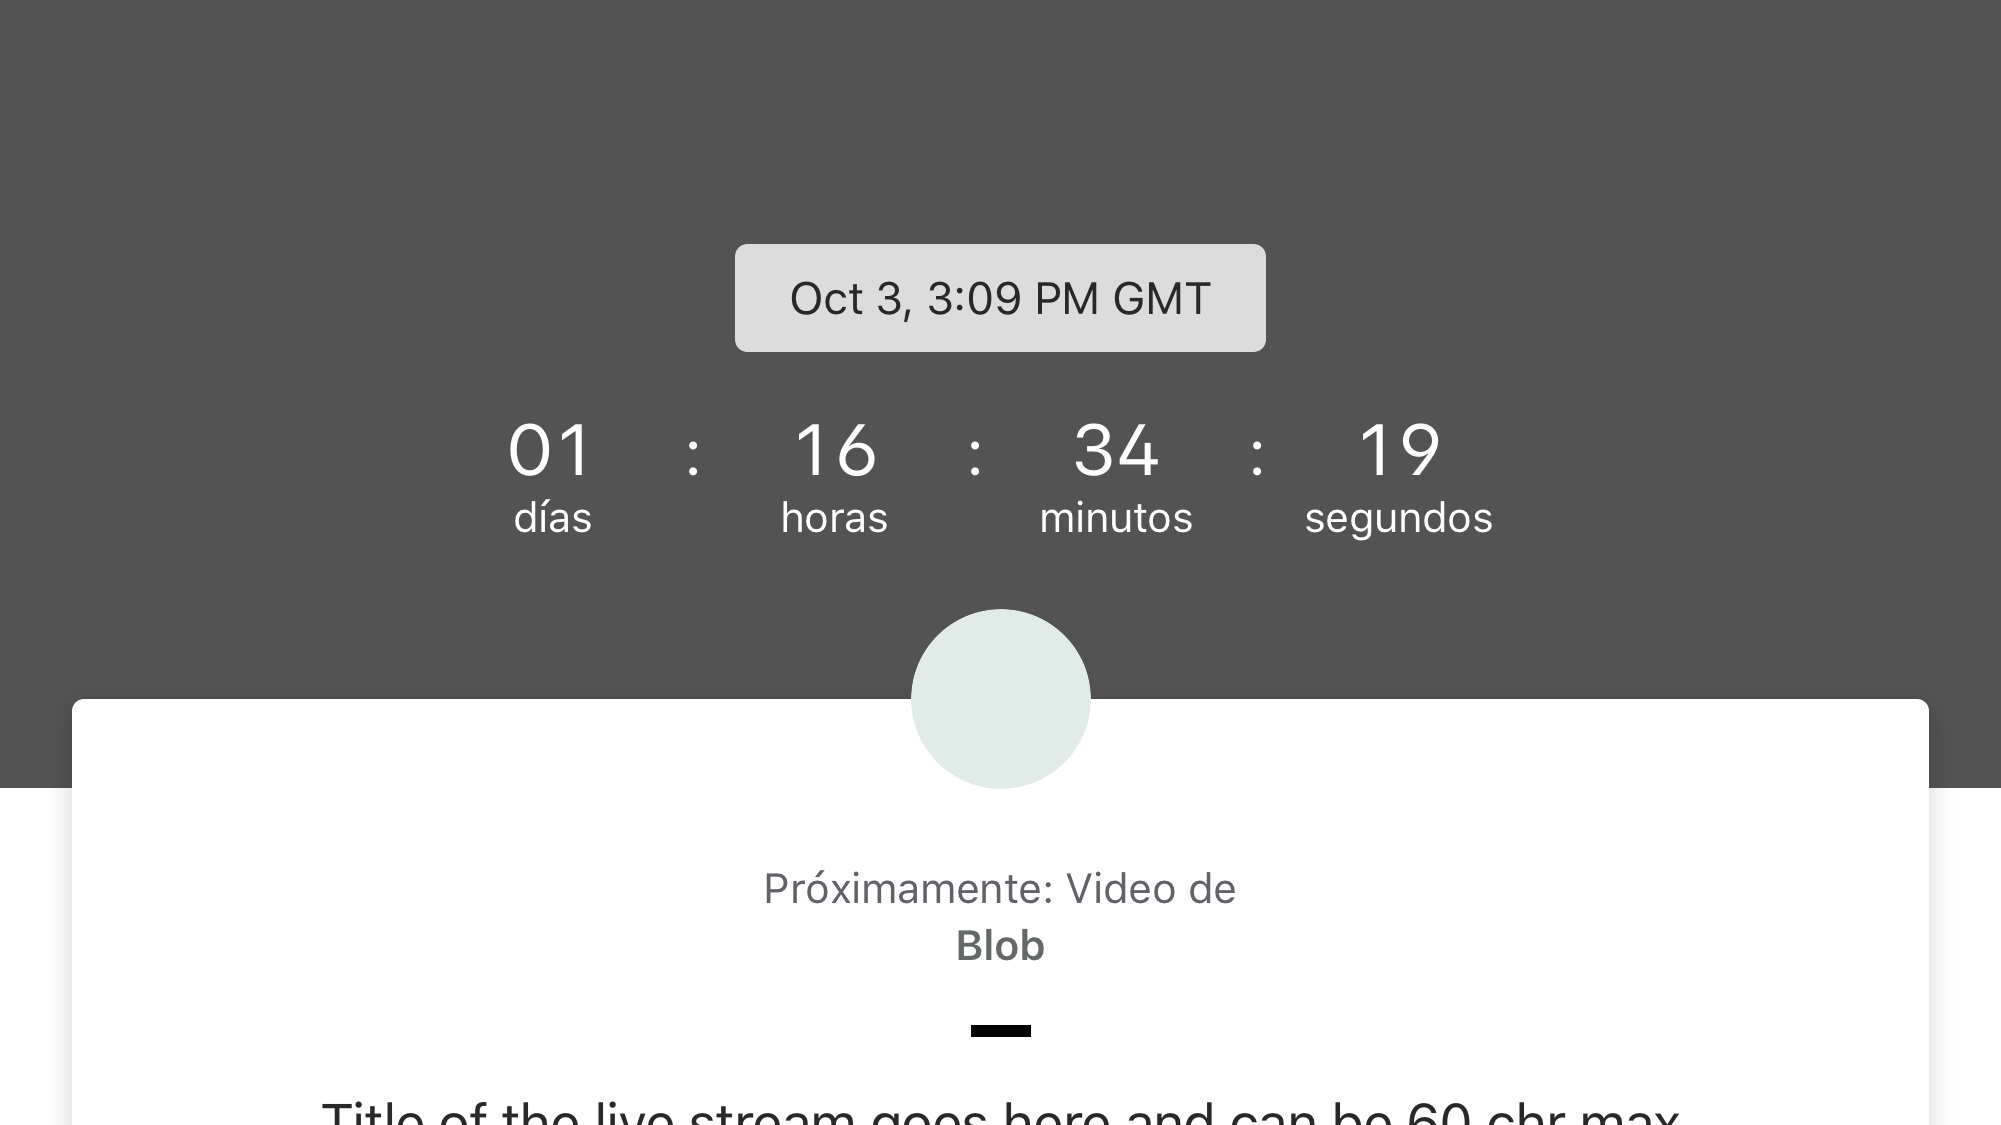 Oct 3, 3:09 PM GMT
01 : 16 : 34 : 19
días horas minutos segundos
Próximamente: Video de
Blob
Title of the live stream goes here and can be 60 chr max